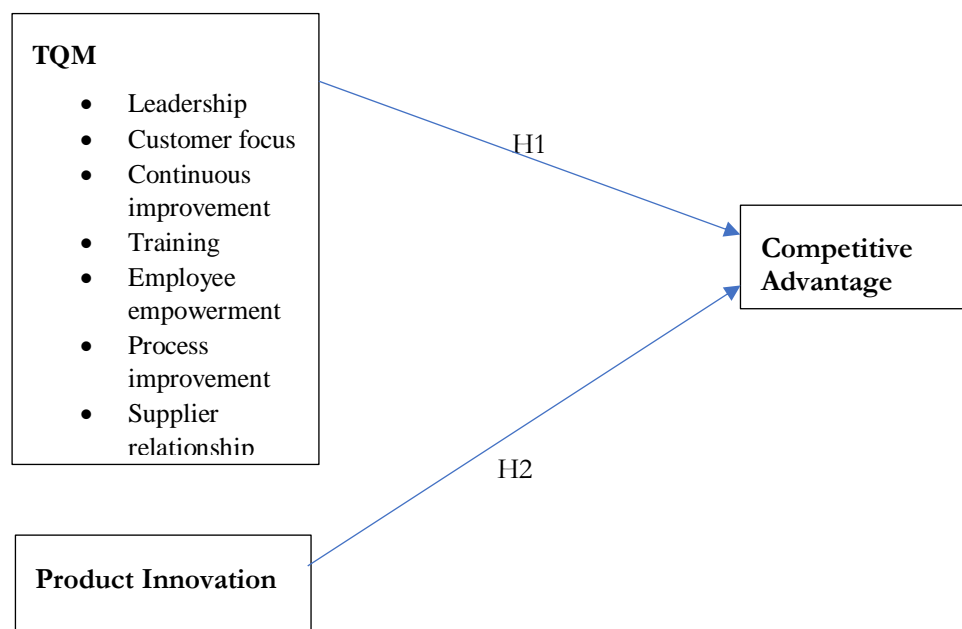 TQM
• Leadership
• Customer focus
• Continuous
improvement
• Training
• Employee
empowerment
• Process
improvement
• Supplier
relationship
H1
Competitive
Advantage
H2
Product Innovation